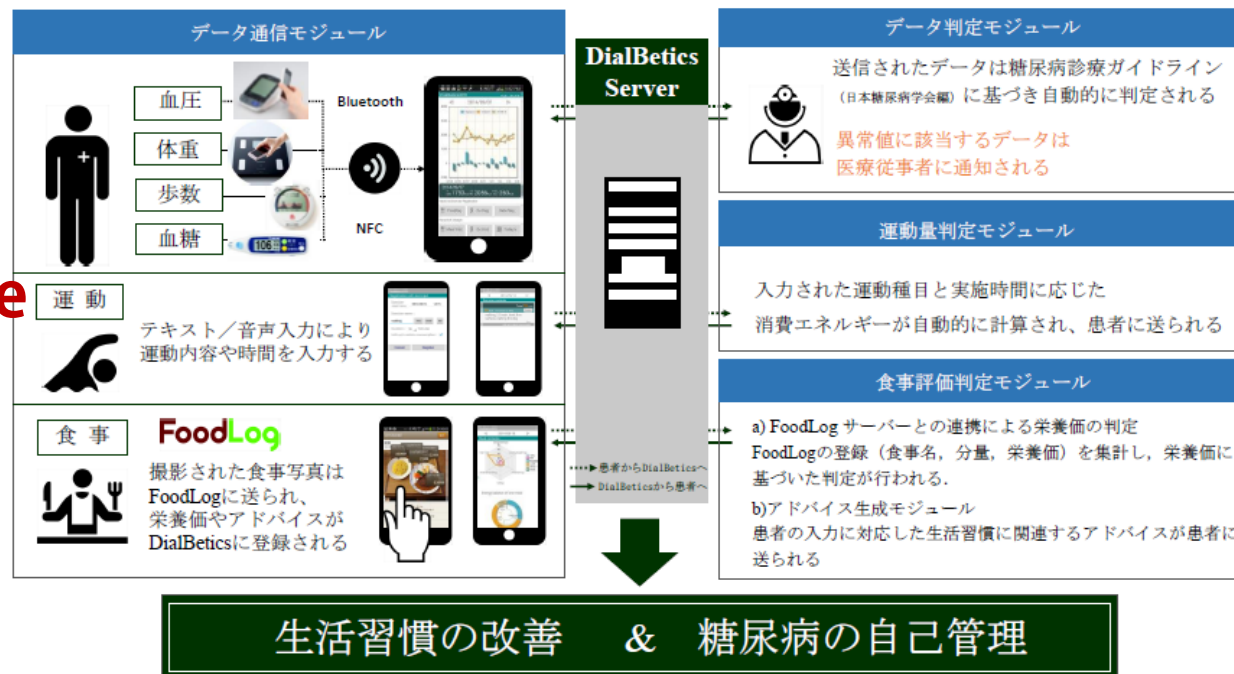 データ通信モジュール
血圧
体重
歩数
血糖
Bluetooth
NFC
106
e
運 動
テキスト／音声入力により
運動内容や時間を入力する
食 事
FoodLog
撮影された食事写真は
FoodLogに送られ、
栄養価やアドバイスが
DialBeticsに登録される
DialBetics
Server
患者からDialBeticsへ
DialBeticsから患者へ
データ判定モジュール
送信されたデータは糖尿病診療ガイドライン
（日本糖尿病学会編）に基づき自動的に判定される
異常値に該当するデータは
医療従事者に通知される
運動量判定モジュール
入力された運動種目と実施時間に応じた
消費エネルギーが自動的に計算され、患者に送られる
食事評価判定モジュール
a) FoodLog サーバーとの連携による栄養価の判定
FoodLogの登録（食事名，分量，栄養価）を集計し，栄養価に
基づいた判定が行われる．
b)アドバイス生成モジュール
患者の入力に対応した生活習慣に関連するアドバイスが患者に
送られる
生活習慣の改善 & 糖尿病の自己管理